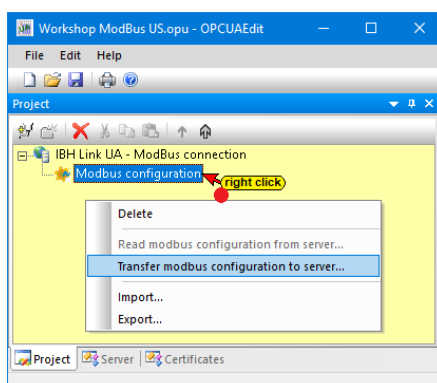 Workshop ModBus US.opu - OPCUAEdit
File Edit Help
Project
IBH Link UA - ModBus connection
Modbus configuration
right click
Delete
Read modbus configuration from server...
Transfer modbus configuration to server...
Import...
Export...
Project Server Certificates